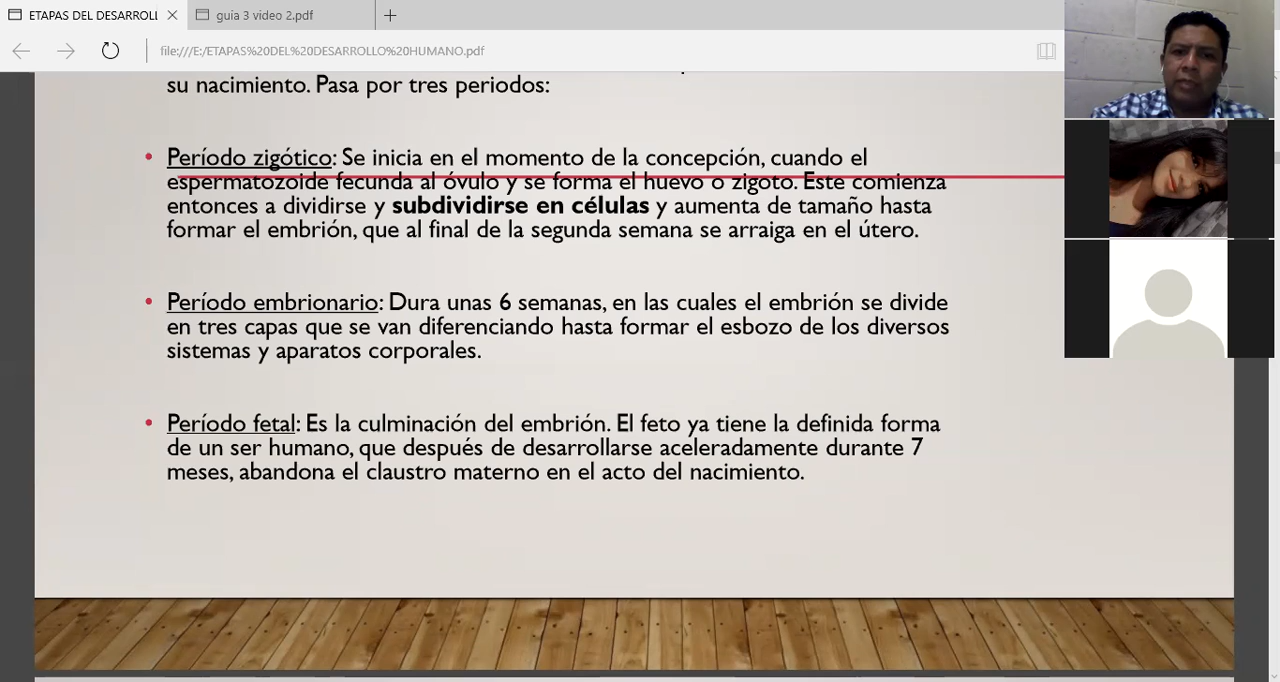 ETAPAS DEL DESARROLL
guia 3 video 2.pdf
file:///E:/ETAPAS%20DEL%20DESARROLLO%20HUMANO.pdf
su nacimiento. Pasa por tres periodos:
• Período zigótico: Se inicia en el momento de la concepción, cuando el
espermatozoide fecunda al óvulo y se forma el huevo o zigoto. Este comienza
entonces a dividirse y subdividirse en células y aumenta de tamaño hasta
formar el embrión, que al final de la segunda semana se arraiga en el útero.
• Período embrionario: Dura unas 6 semanas, en las cuales el embrión se divide
en tres capas que se van diferenciando hasta formar el esbozo de los diversos
sistemas y aparatos corporales.
• Período fetal: Es la culminación del embrión. El feto ya tiene la definida forma
de un ser humano, que después de desarrollarse aceleradamente durante 7
meses, abandona el claustro materno en el acto del nacimiento.